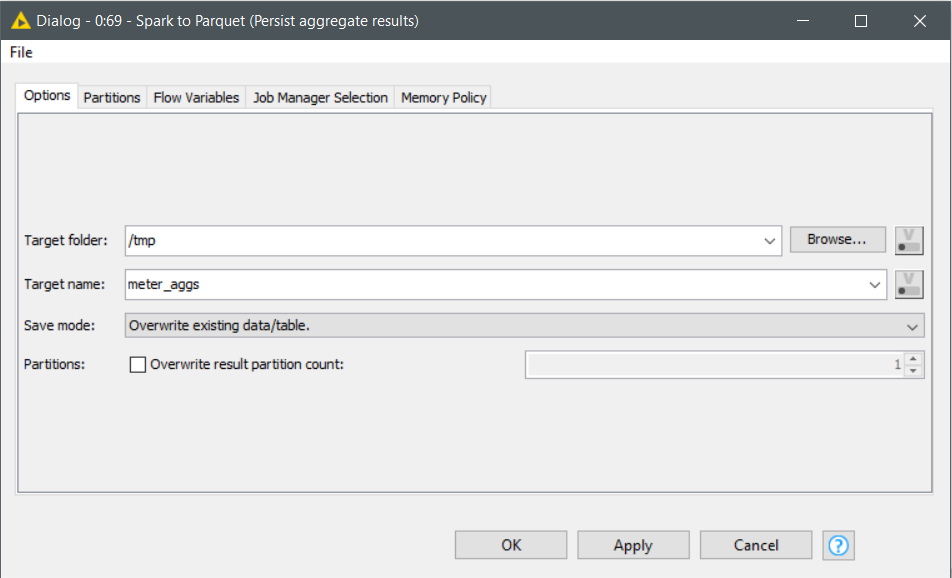 Dialog - 0:69 - Spark to Parquet (Persist aggregate results)
File
Options Partitions Flow Variables Job Manager Selection Memory Policy
Target folder: /tmp Browse... V
Target name: meter_aggs V
Save mode: Overwrite existing data/table.
Partitions: Overwrite result partition count: 1
OK Apply Cancel ?